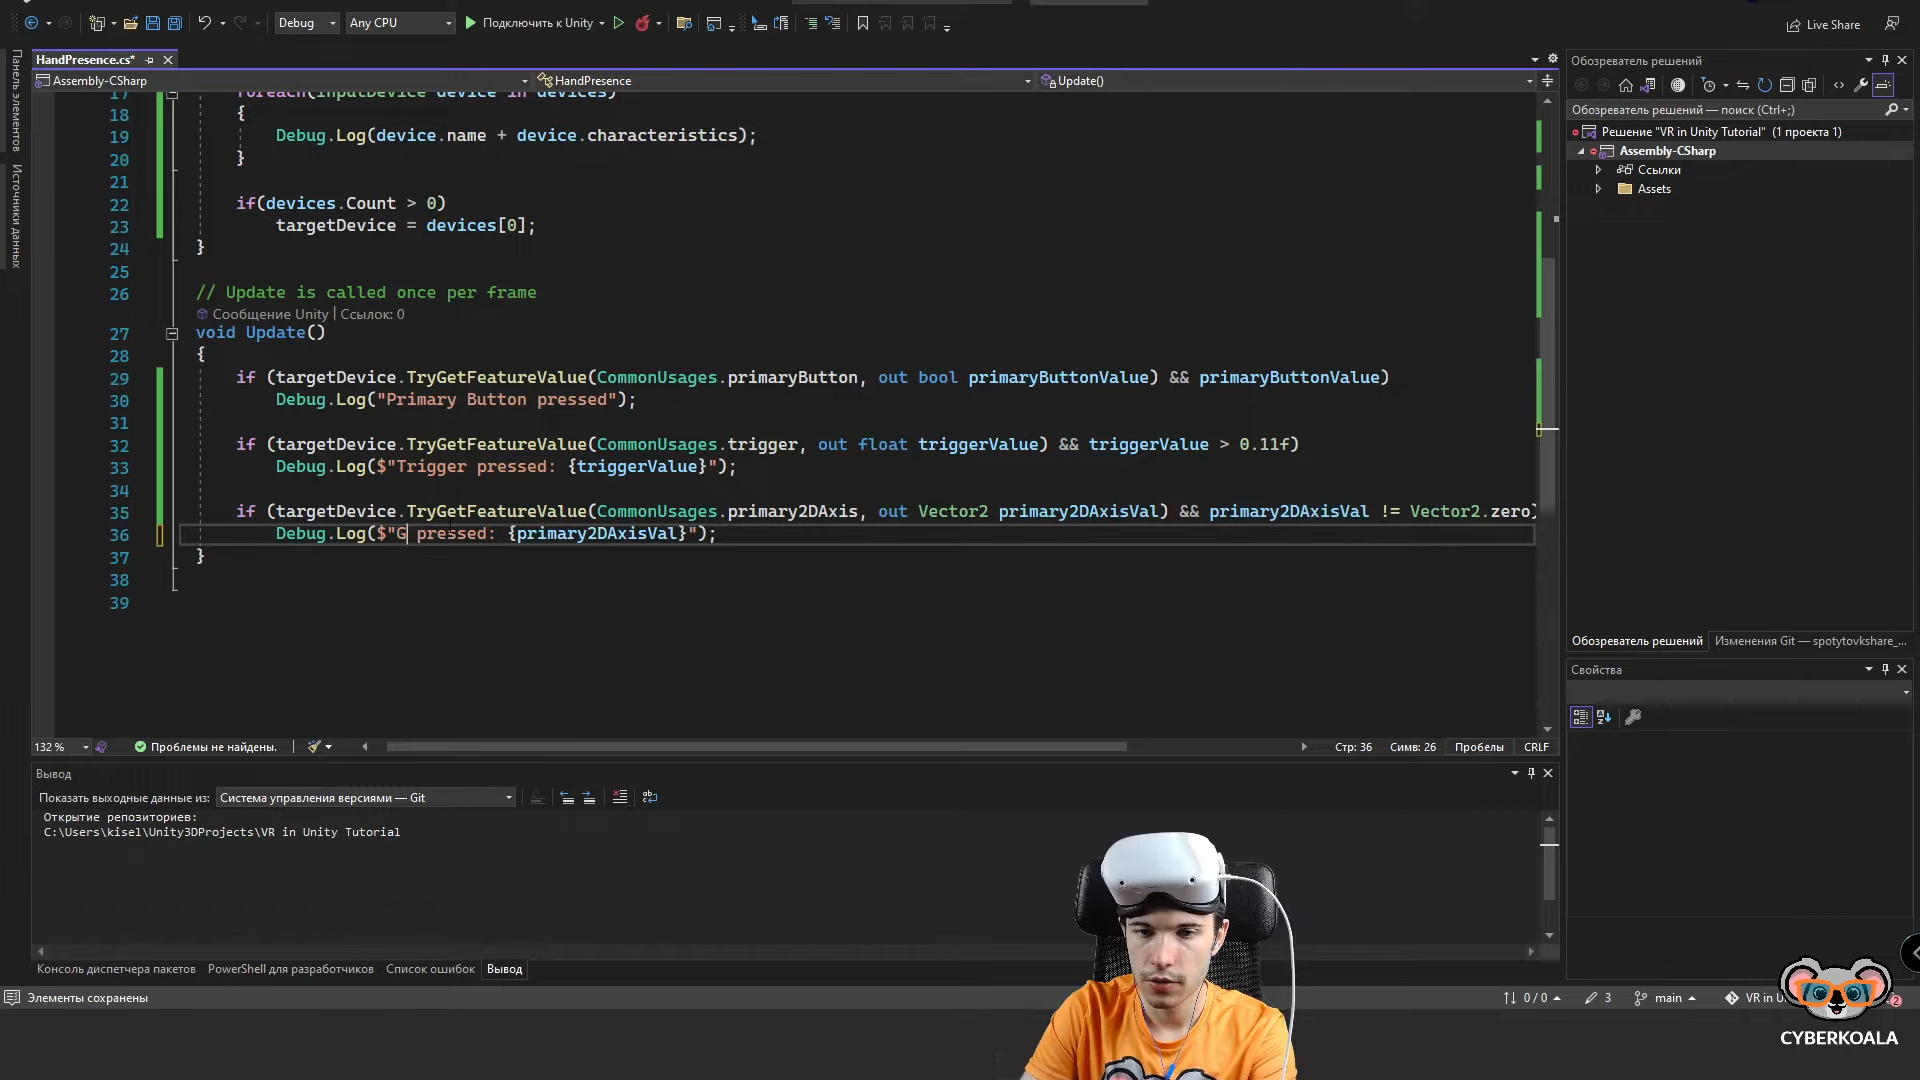 Debug
Any CPU
Подключить к Unity
Live Share
HandPresence.cs*
Assembly-CSharp
HandPresence
Update()
Панель элементов
Источники данных
17 foreach(InputDevice device in devices)
18 {
19 Debug.Log(device.name + device.characteristics);
20 }
21
22 if(devices.Count > 0)
23 targetDevice = devices[0];
24 }
25
26 // Update is called once per frame
Сообщение Unity | Ссылок: 0
27 void Update()
28 {
29 if (targetDevice.TryGetFeatureValue(CommonUsages.primaryButton, out bool primaryButtonValue) && primaryButtonValue)
30 Debug.Log("Primary Button pressed");
31
32 if (targetDevice.TryGetFeatureValue(CommonUsages.trigger, out float triggerValue) && triggerValue > 0.11f)
33 Debug.Log($"Trigger pressed: {triggerValue}");
34
35 if (targetDevice.TryGetFeatureValue(CommonUsages.primary2DAxis, out Vector2 primary2DAxisVal) && primary2DAxisVal != Vector2.zero)
36 Debug.Log($"G pressed: {primary2DAxisVal}");
37 }
38
39
132 %
Проблемы не найдены.
Стр: 36
Симв: 26
Пробелы
CRLF
Вывод
Показать выходные данные из:
Система управления версиями — Git
Открытие репозиториев:
C:\Users\kisel\Unity3DProjects\VR in Unity Tutorial
Консоль диспетчера пакетов
PowerShell для разработчиков
Список ошибок
Вывод
Элементы сохранены
Обозреватель решений
Обозреватель решений — поиск (Ctrl+;)
Решение "VR in Unity Tutorial" (1 проекта 1)
Assembly-CSharp
Ссылки
Assets
Обозреватель решений
Изменения Git — spotytovkshare_...
Свойства
0 / 0
3
main
VR in U
2
CYBERKOALA